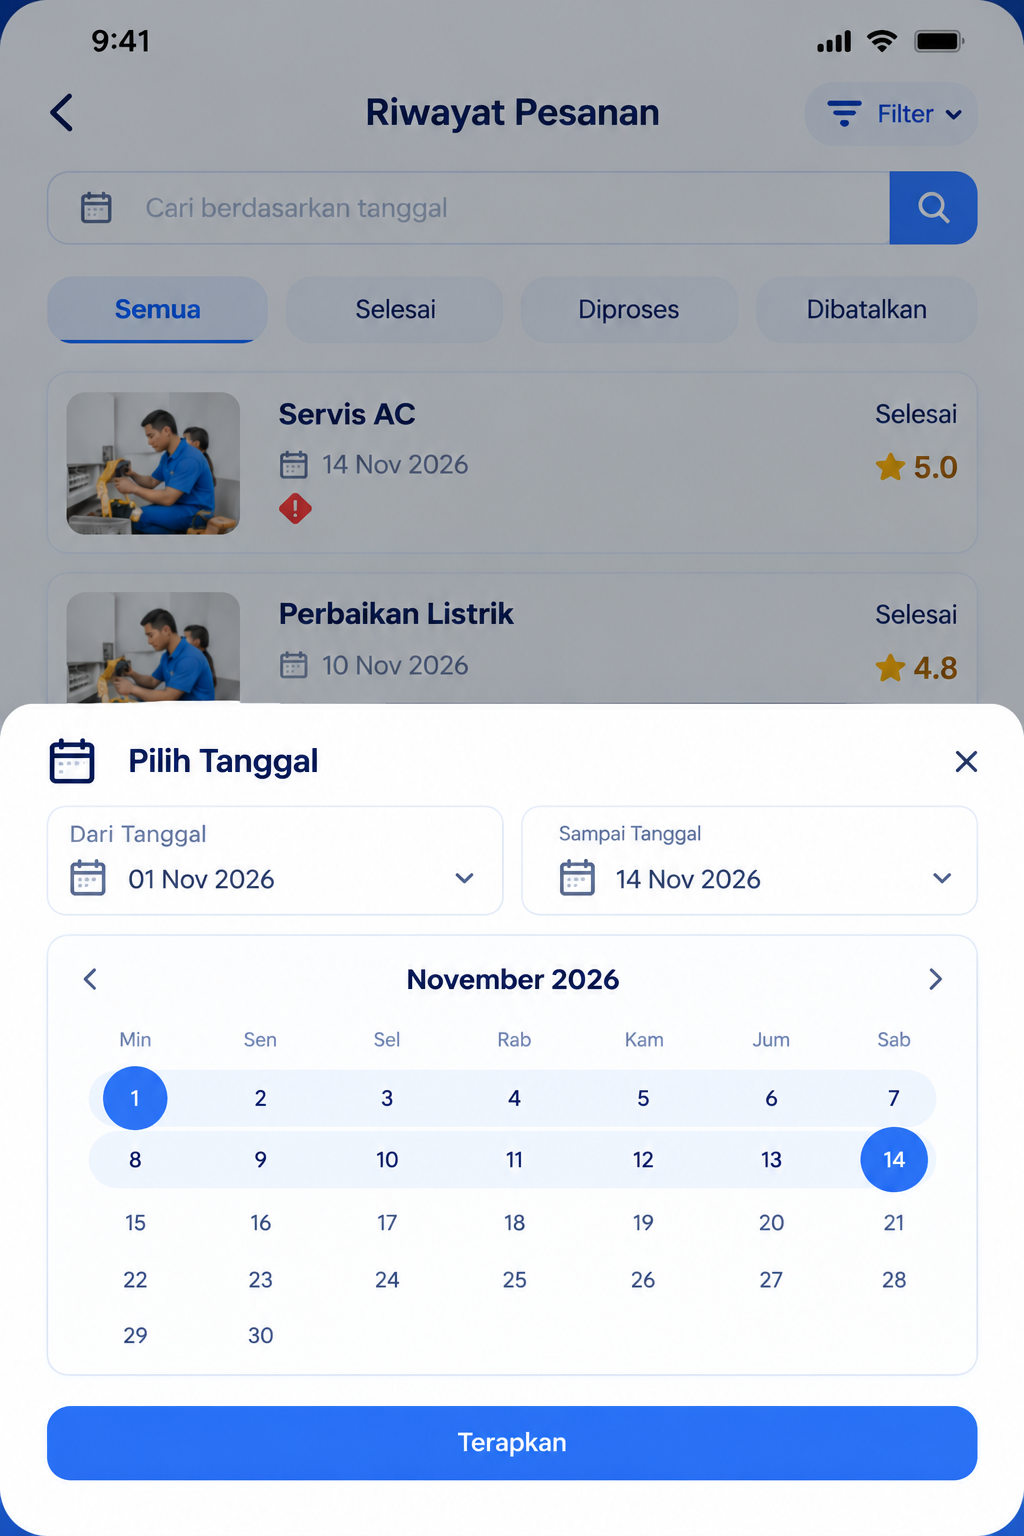 9:41
Riwayat Pesanan
Filter
Cari berdasarkan tanggal
Semua Selesai Diproses Dibatalkan
Servis AC Selesai
14 Nov 2026 5.0
Perbaikan Listrik Selesai
10 Nov 2026 4.8
Pilih Tanggal
Dari Tanggal Sampai Tanggal
01 Nov 2026 14 Nov 2026
November 2026
Min Sen Sel Rab Kam Jum Sab
1 2 3 4 5 6 7
8 9 10 11 12 13 14
15 16 17 18 19 20 21
22 23 24 25 26 27 28
29 30
Terapkan